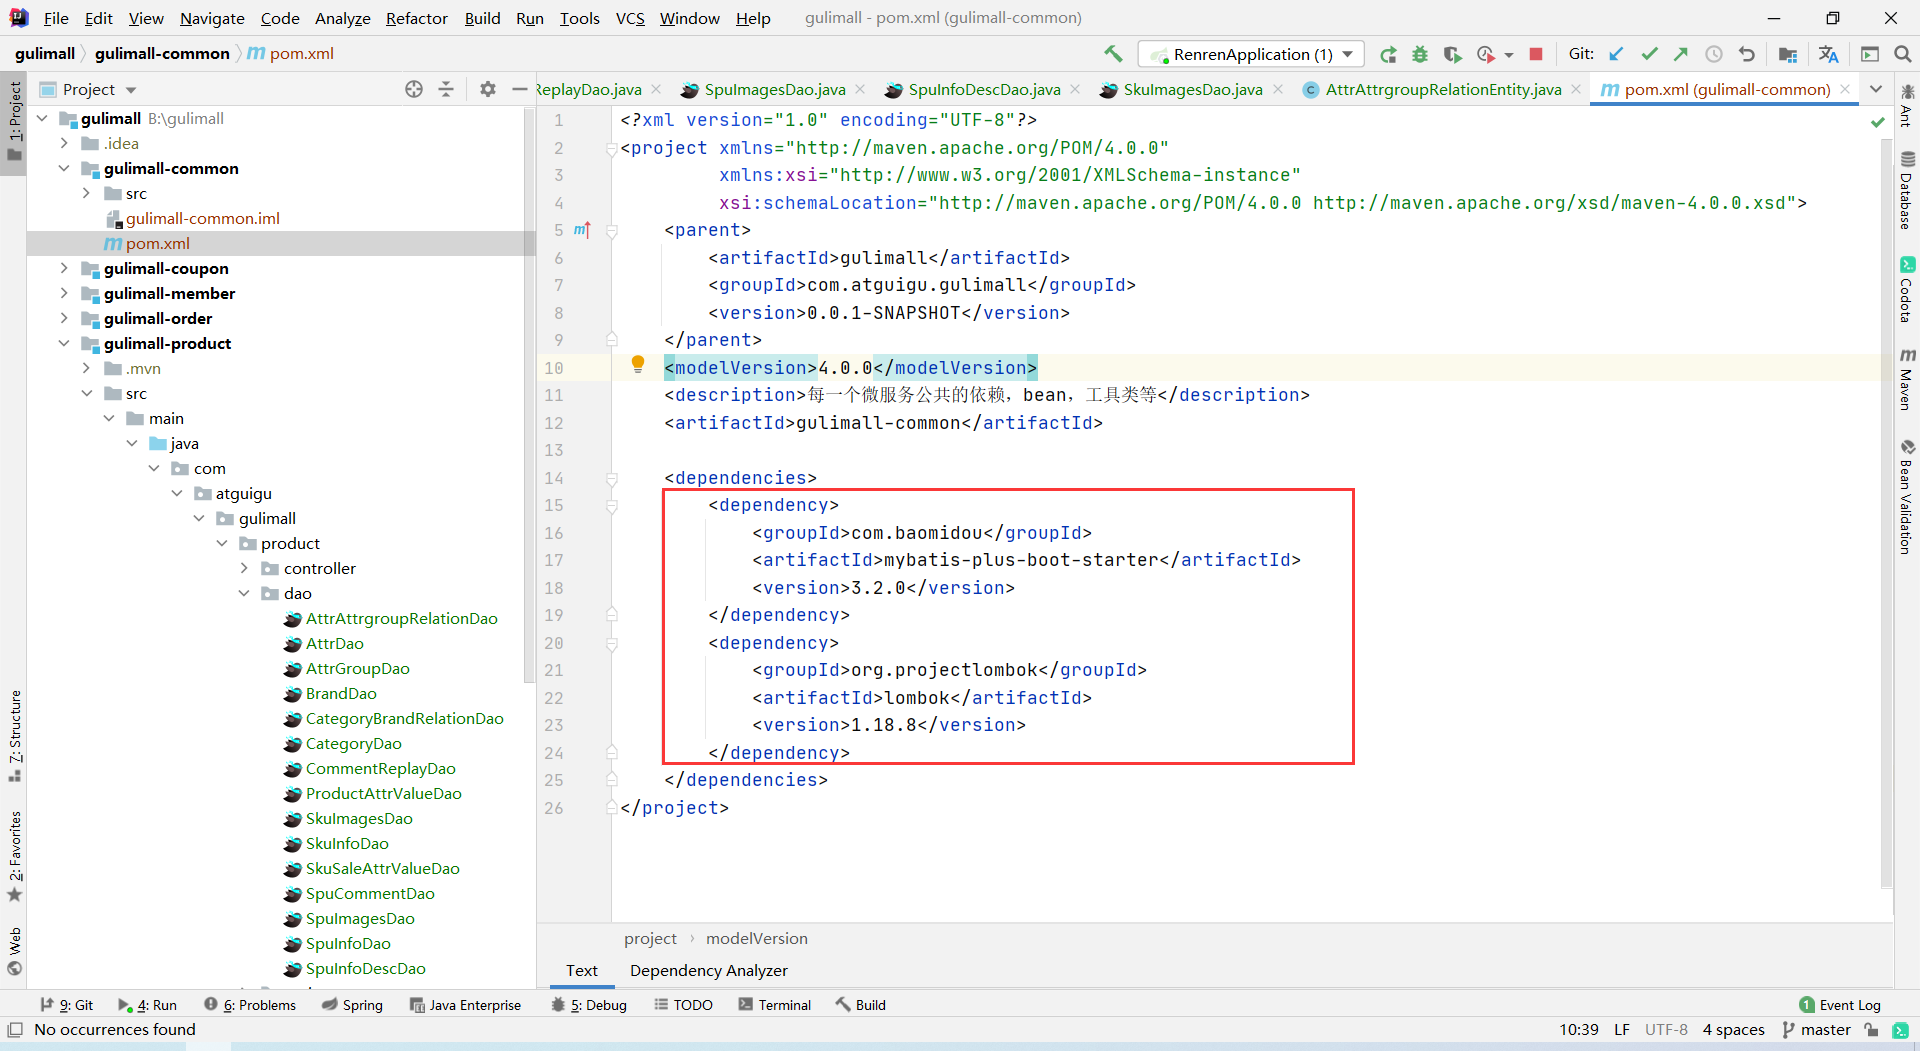 File Edit View Navigate Code Analyze Refactor Build Run Tools VCS Window Help gulimall - pom.xml (gulimall-common)
gulimall gulimall-common pom.xml RenrenApplication (1) Git:
Project ReplayDao.java SpuImagesDao.java SpuInfoDescDao.java SkuImagesDao.java AttrAttrgroupRelationEntity.java pom.xml (gulimall-common)
1: Project
7: Structure
2: Favorites
Web
gulimall B:\gulimall
.idea
gulimall-common
src
gulimall-common.iml
pom.xml
gulimall-coupon
gulimall-member
gulimall-order
gulimall-product
.mvn
src
main
java
com
atguigu
gulimall
product
controller
dao
AttrAttrgroupRelationDao
AttrDao
AttrGroupDao
BrandDao
CategoryBrandRelationDao
CategoryDao
CommentReplayDao
ProductAttrValueDao
SkuImagesDao
SkuInfoDao
SkuSaleAttrValueDao
SpuCommentDao
SpuImagesDao
SpuInfoDao
SpuInfoDescDao
1 <?xml version="1.0" encoding="UTF-8"?>
2 <project xmlns="http://maven.apache.org/POM/4.0.0"
3 xmlns:xsi="http://www.w3.org/2001/XMLSchema-instance"
4 xsi:schemaLocation="http://maven.apache.org/POM/4.0.0 http://maven.apache.org/xsd/maven-4.0.0.xsd">
5 <parent>
6 <artifactId>gulimall</artifactId>
7 <groupId>com.atguigu.gulimall</groupId>
8 <version>0.0.1-SNAPSHOT</version>
9 </parent>
10 <modelVersion>4.0.0</modelVersion>
11 <description>每一个微服务公共的依赖，bean，工具类等</description>
12 <artifactId>gulimall-common</artifactId>
13
14 <dependencies>
15 <dependency>
16 <groupId>com.baomidou</groupId>
17 <artifactId>mybatis-plus-boot-starter</artifactId>
18 <version>3.2.0</version>
19 </dependency>
20 <dependency>
21 <groupId>org.projectlombok</groupId>
22 <artifactId>lombok</artifactId>
23 <version>1.18.8</version>
24 </dependency>
25 </dependencies>
26 </project>
project › modelVersion
Text Dependency Analyzer
Ant
Database
Codota
Maven
Bean Validation
9: Git 4: Run 6: Problems Spring Java Enterprise 5: Debug TODO Terminal Build 1 Event Log
No occurrences found 10:39 LF UTF-8 4 spaces master